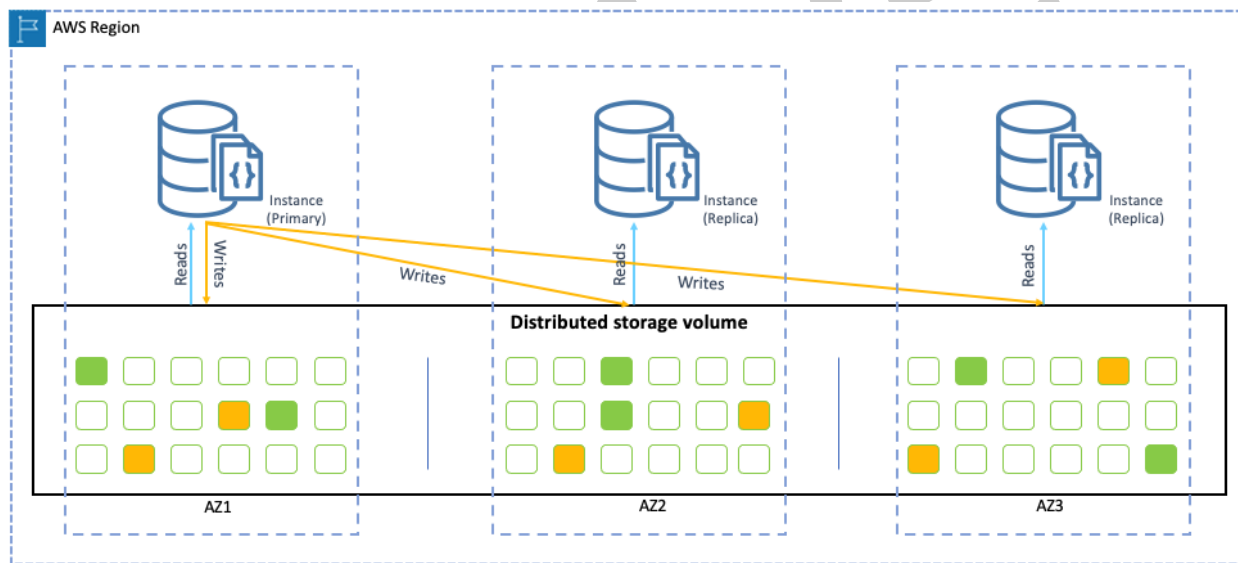 AWS Region
Instance
(Primary)
Instance
(Replica)
Instance
(Replica)
Reads
Writes
Writes
Reads
Writes
Reads
Distributed storage volume
AZ1
AZ2
AZ3